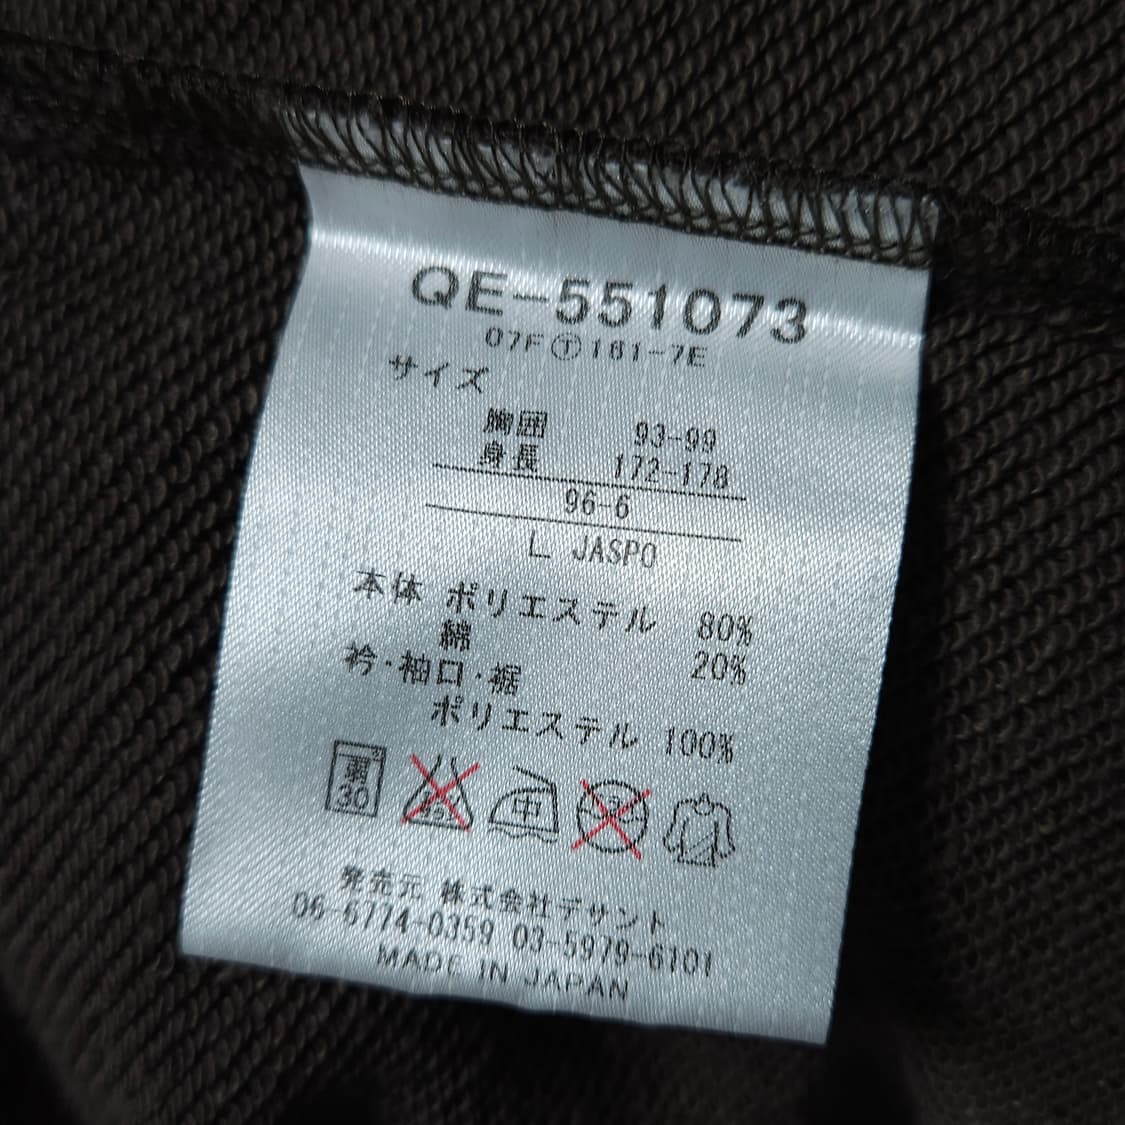 QE-551073
07FⓉ161-7E
サイズ
胸囲 93-99
身長 172-178
96-6
L JASPO
本体 ポリエステル 80%
綿 20%
衿・袖口・裾
ポリエステル 100%
弱 30 中
発売元 株式会社デサント
06-6774-0359 03-5979-6101
MADE IN JAPAN